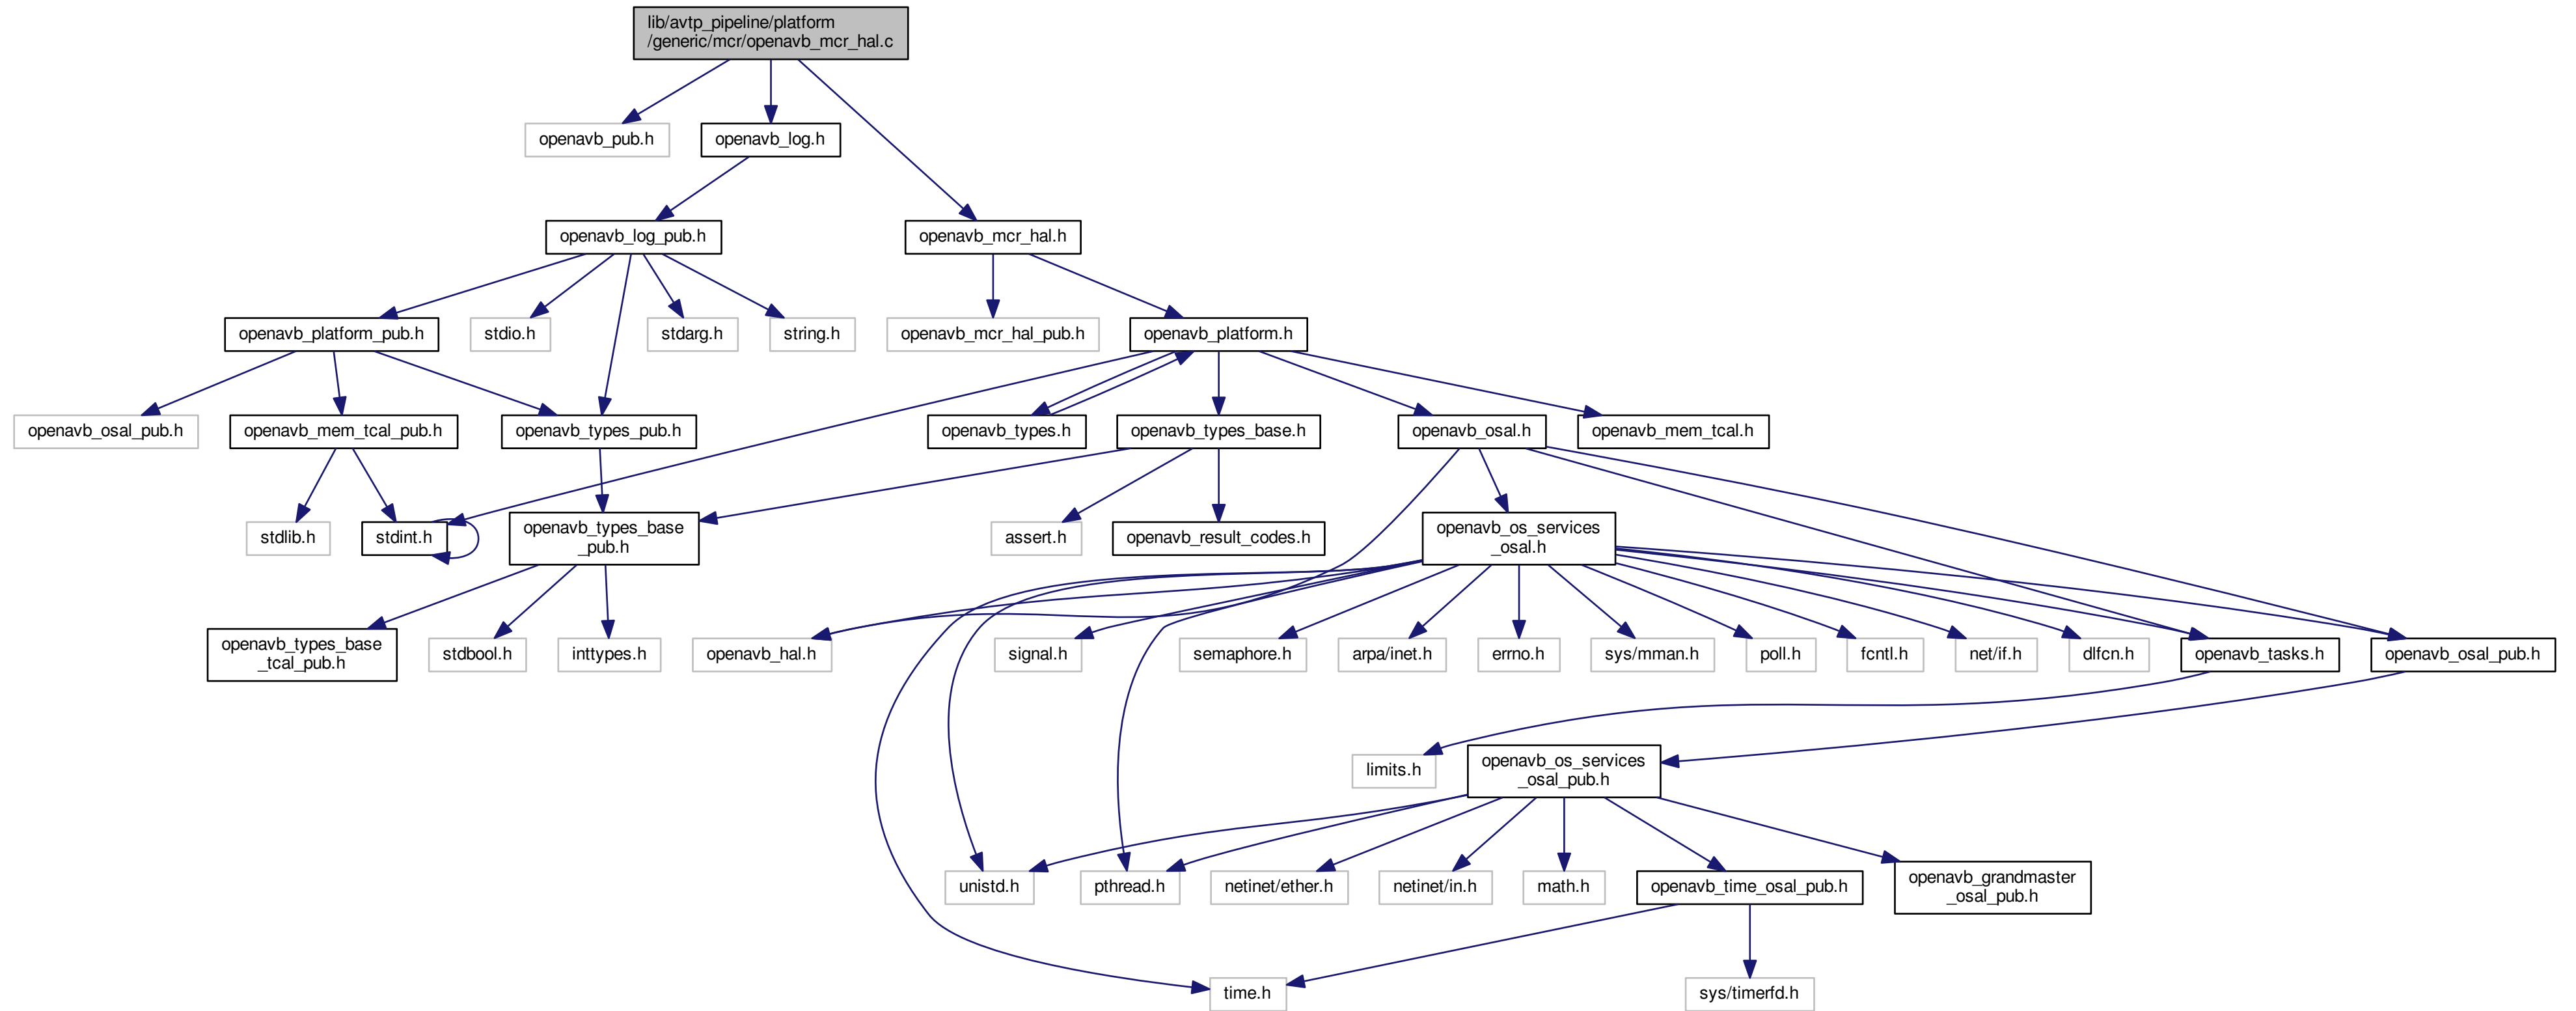 lib/avtp_pipeline/platform
/generic/mcr/openavb_mcr_hal.c
openavb_pub.h
openavb_log.h
openavb_log_pub.h
openavb_mcr_hal.h
openavb_platform_pub.h
stdio.h
stdarg.h
string.h
openavb_mcr_hal_pub.h
openavb_platform.h
openavb_osal_pub.h
openavb_mem_tcal_pub.h
openavb_types_pub.h
openavb_types.h
openavb_types_base.h
openavb_osal.h
openavb_mem_tcal.h
stdlib.h
stdint.h
openavb_types_base
_pub.h
assert.h
openavb_result_codes.h
openavb_os_services
_osal.h
openavb_types_base
_tcal_pub.h
stdbool.h
inttypes.h
openavb_hal.h
signal.h
semaphore.h
arpa/inet.h
errno.h
sys/mman.h
poll.h
fcntl.h
net/if.h
dlfcn.h
openavb_tasks.h
openavb_osal_pub.h
limits.h
openavb_os_services
_osal_pub.h
unistd.h
pthread.h
netinet/ether.h
netinet/in.h
math.h
openavb_time_osal_pub.h
openavb_grandmaster
_osal_pub.h
time.h
sys/timerfd.h